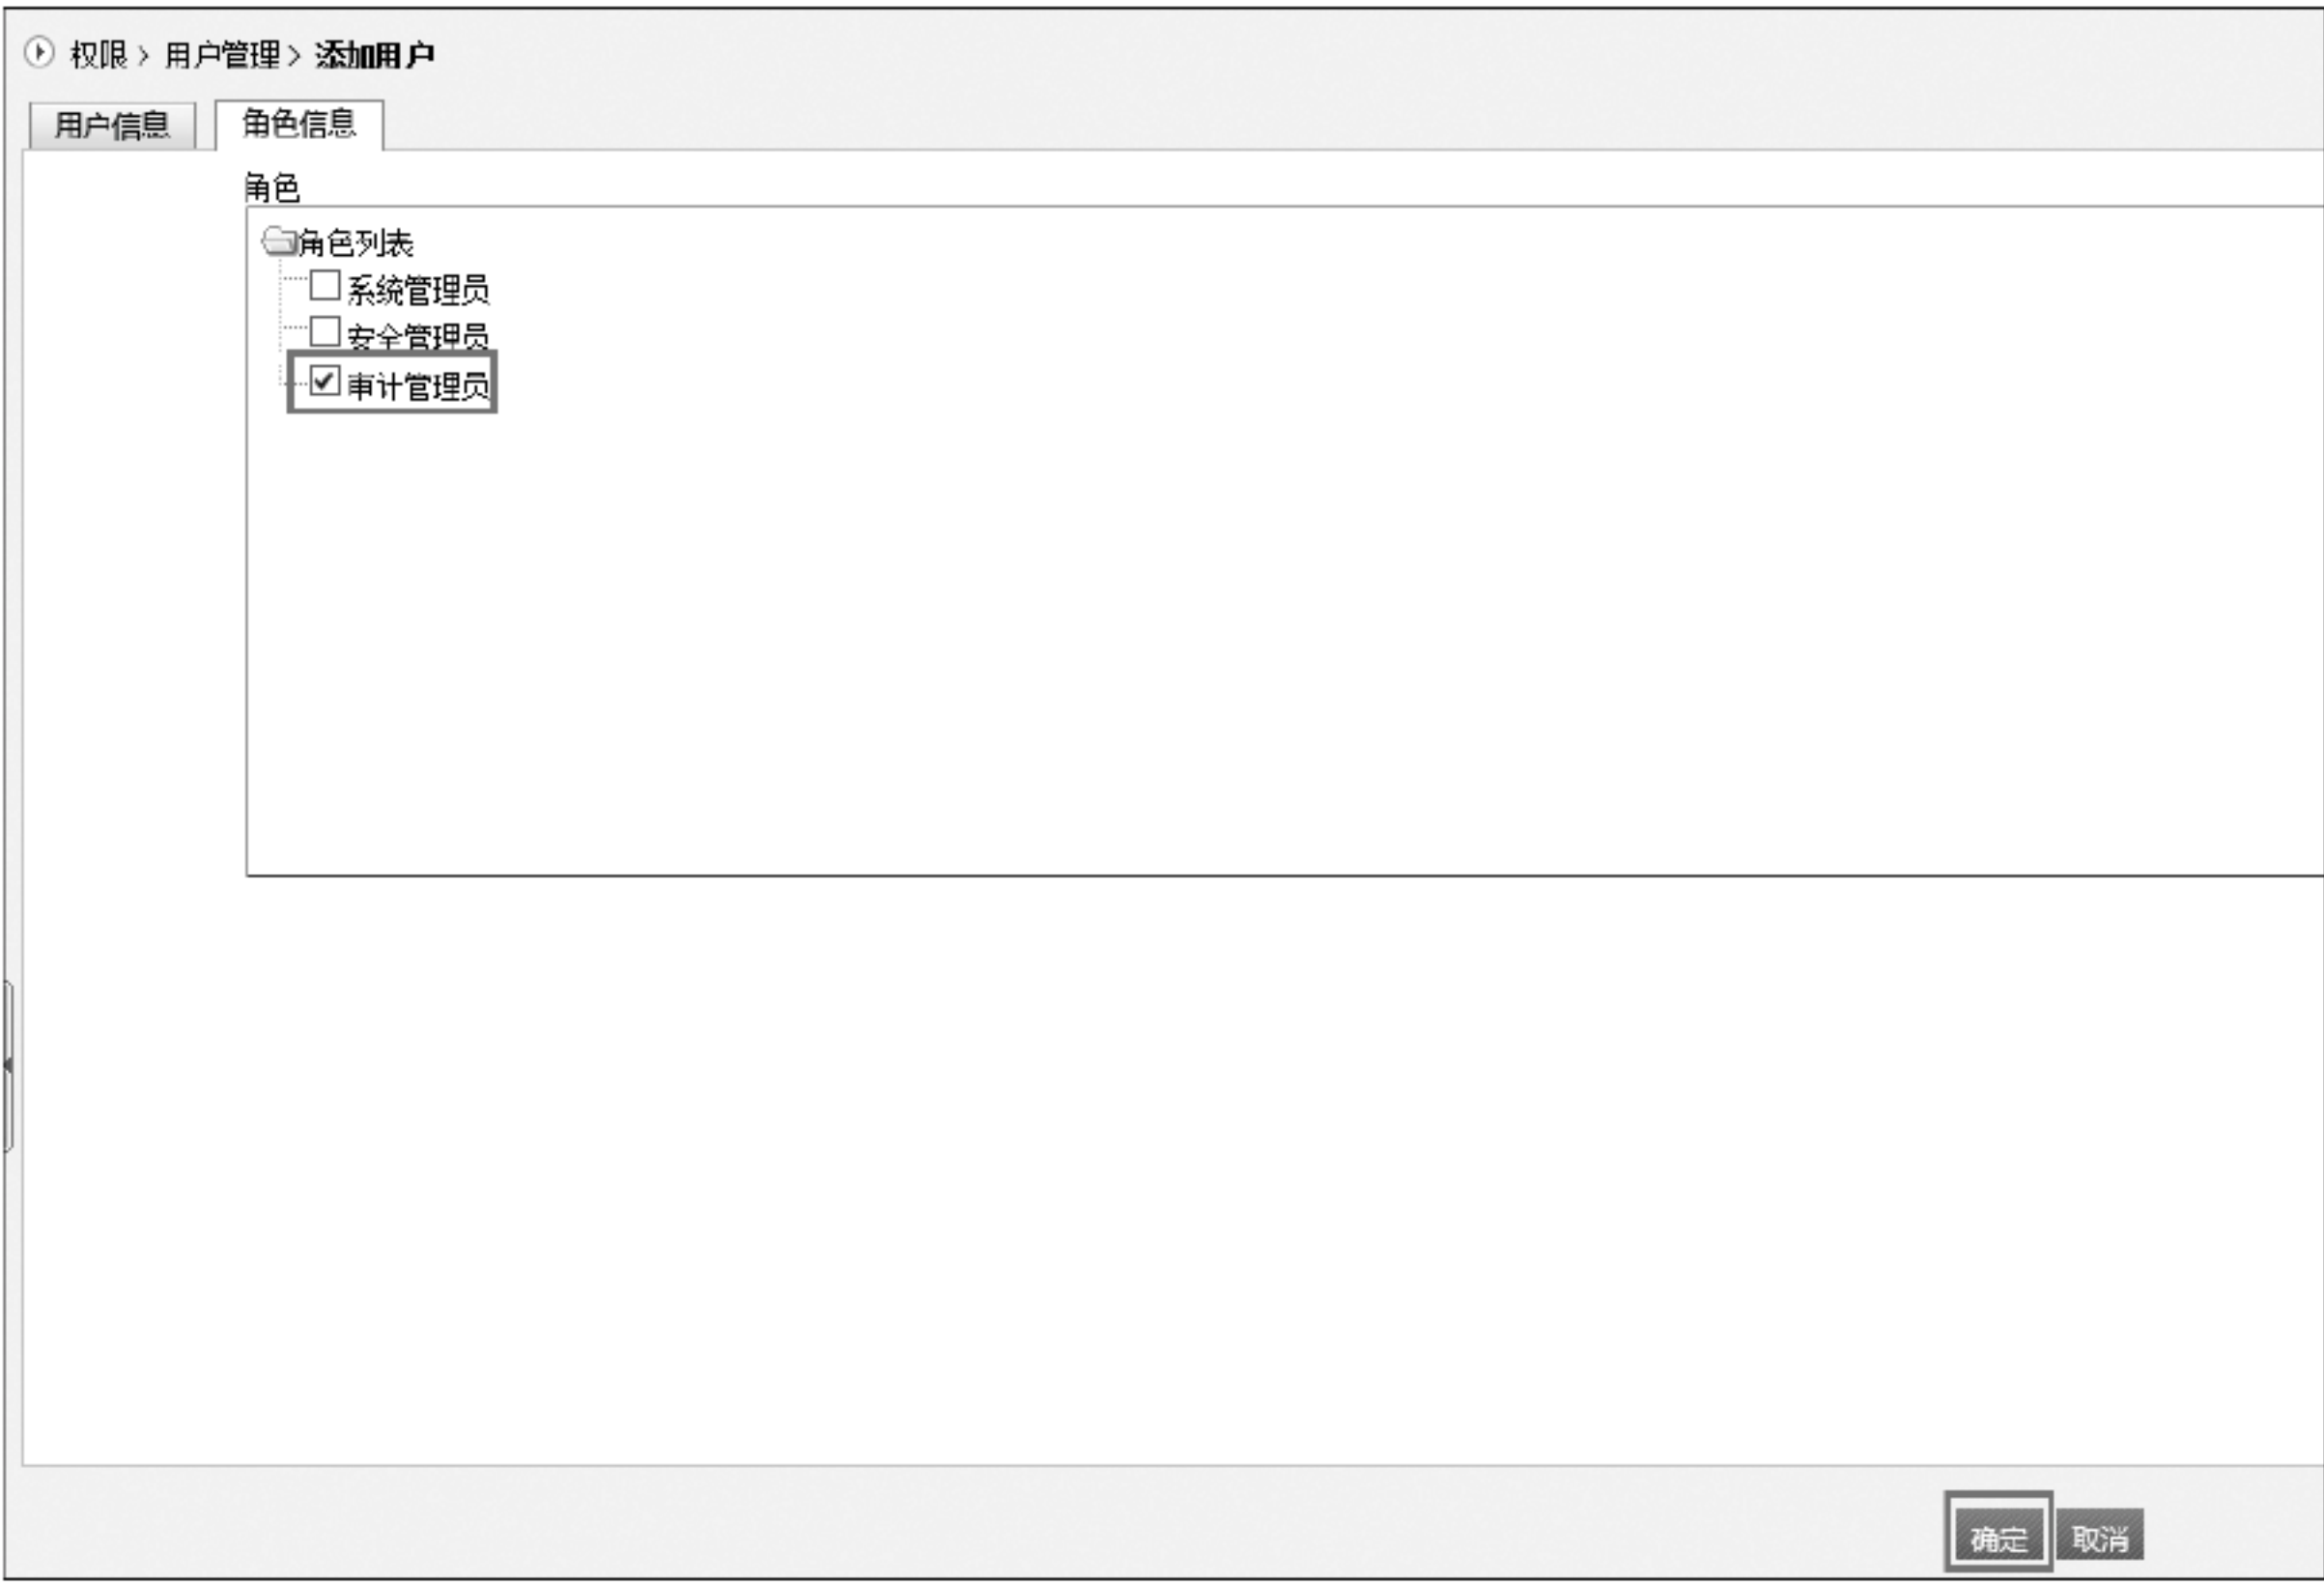 权限 > 用户管理 > 添加用户
用户信息 角色信息
角色
角色列表
系统管理员
安全管理员
审计管理员
确定 取消